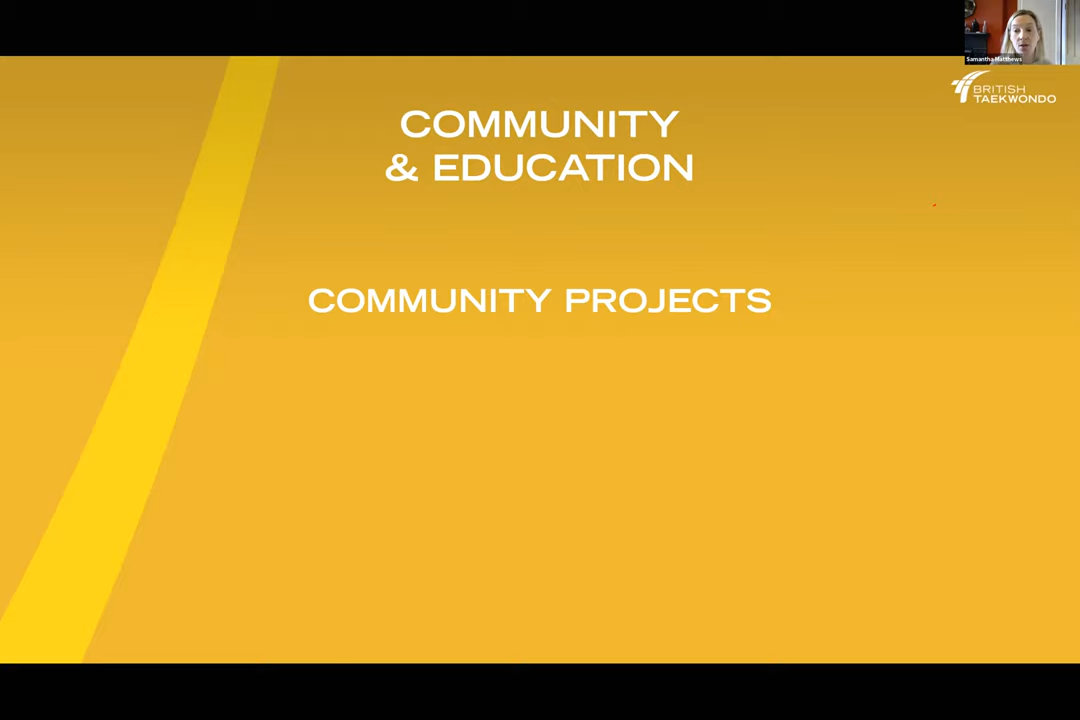 Samantha Matthews
BRITISH
TAEKWONDO
COMMUNITY
& EDUCATION
COMMUNITY PROJECTS